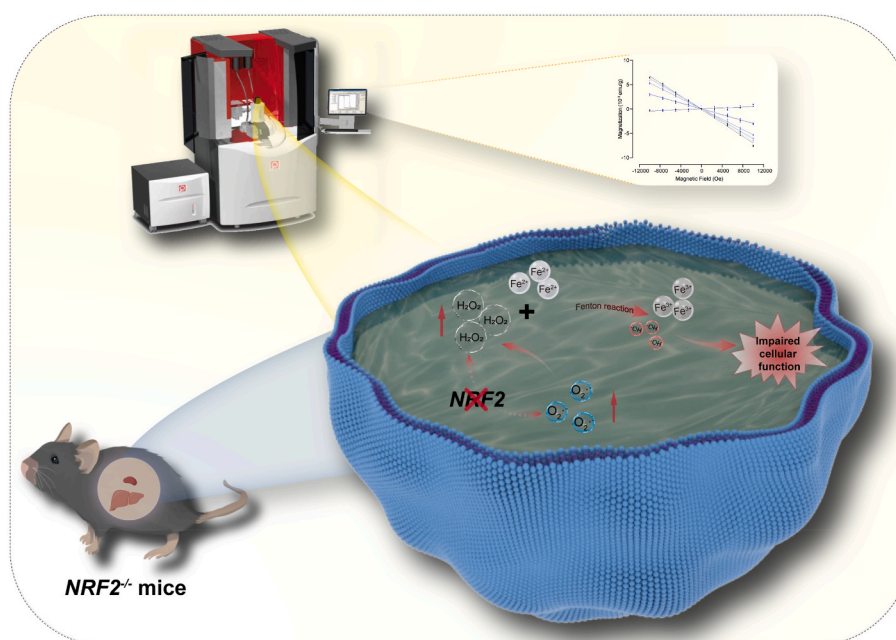 Magnetization (10⁻⁶ emu/g)
10
5
0
-5
-10
-12000 -8000 -4000 0 4000 8000 12000
Magnetic Field (Oe)
Fe²⁺
Fe²⁺ Fe²⁺
Fe³⁺
Fe³⁺ Fe³⁺
H₂O₂
H₂O₂
H₂O₂
+
Fenton reaction
•OH •OH
•OH
Impaired
cellular
function
NRF2
O₂•⁻
O₂•⁻
O₂•⁻
NRF2⁻/⁻ mice